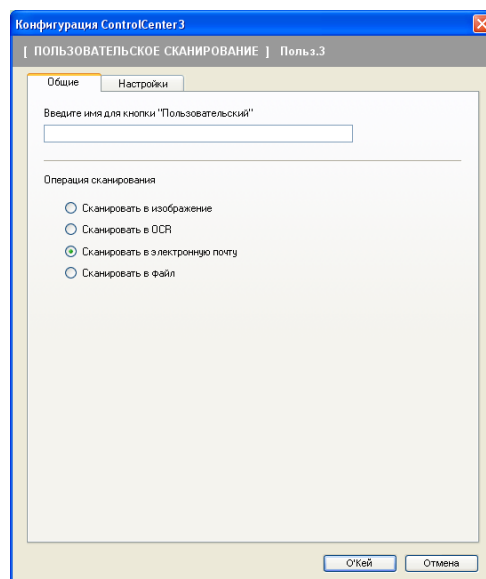 Конфигурация ControlCenter3
[ ПОЛЬЗОВАТЕЛЬСКОЕ СКАНИРОВАНИЕ ] Польз.3
Общие Настройки
Введите имя для кнопки "Пользовательский"
Операция сканирования
Сканировать в изображение
Сканировать в OCR
Сканировать в электронную почту
Сканировать в файл
О'Кей Отмена